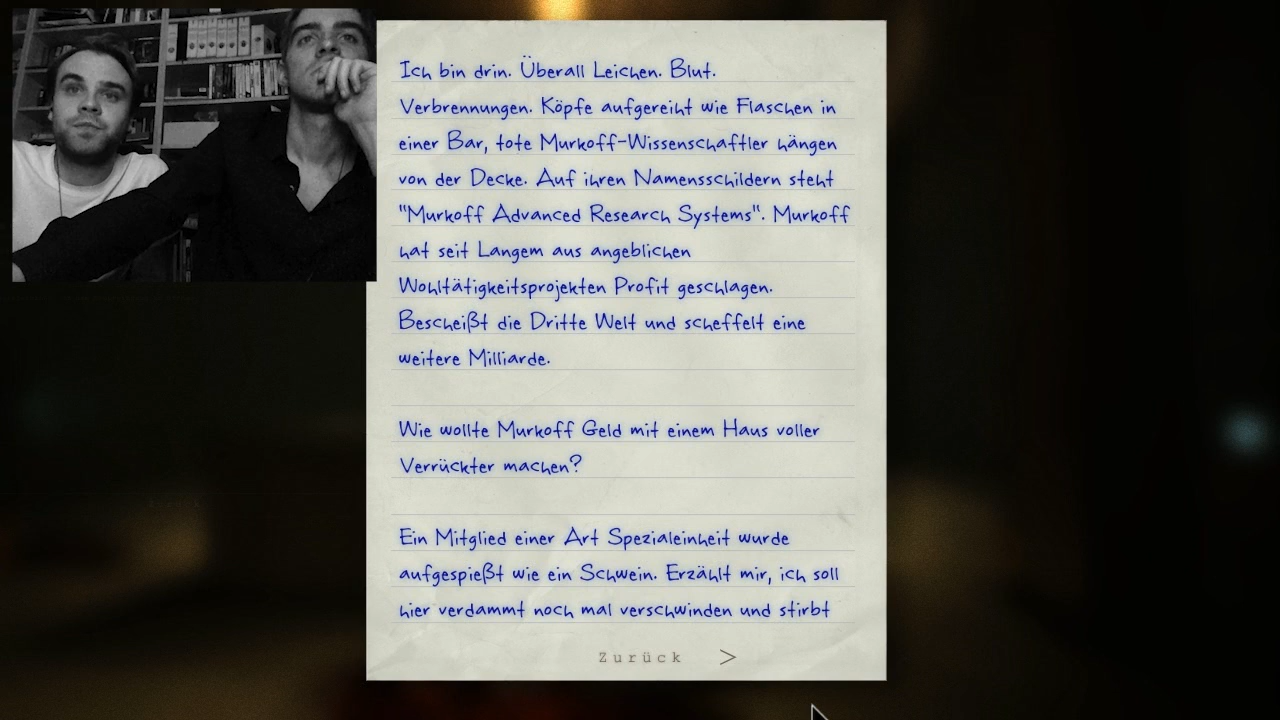 Ich bin drin. Überall Leichen. Blut.
Verbrennungen. Köpfe aufgereiht wie Flaschen in
einer Bar, tote Murkoff-Wissenschaftler hängen
von der Decke. Auf ihren Namensschildern steht
"Murkoff Advanced Research Systems". Murkoff
hat seit Langem aus angeblichen
Wohltätigkeitsprojekten Profit geschlagen.
Bescheißt die Dritte Welt und scheffelt eine
weitere Milliarde.
Wie wollte Murkoff Geld mit einem Haus voller
Verrückter machen?
Ein Mitglied einer Art Spezialeinheit wurde
aufgespießt wie ein Schwein. Erzählt mir, ich soll
hier verdammt noch mal verschwinden und stirbt
Zurück >